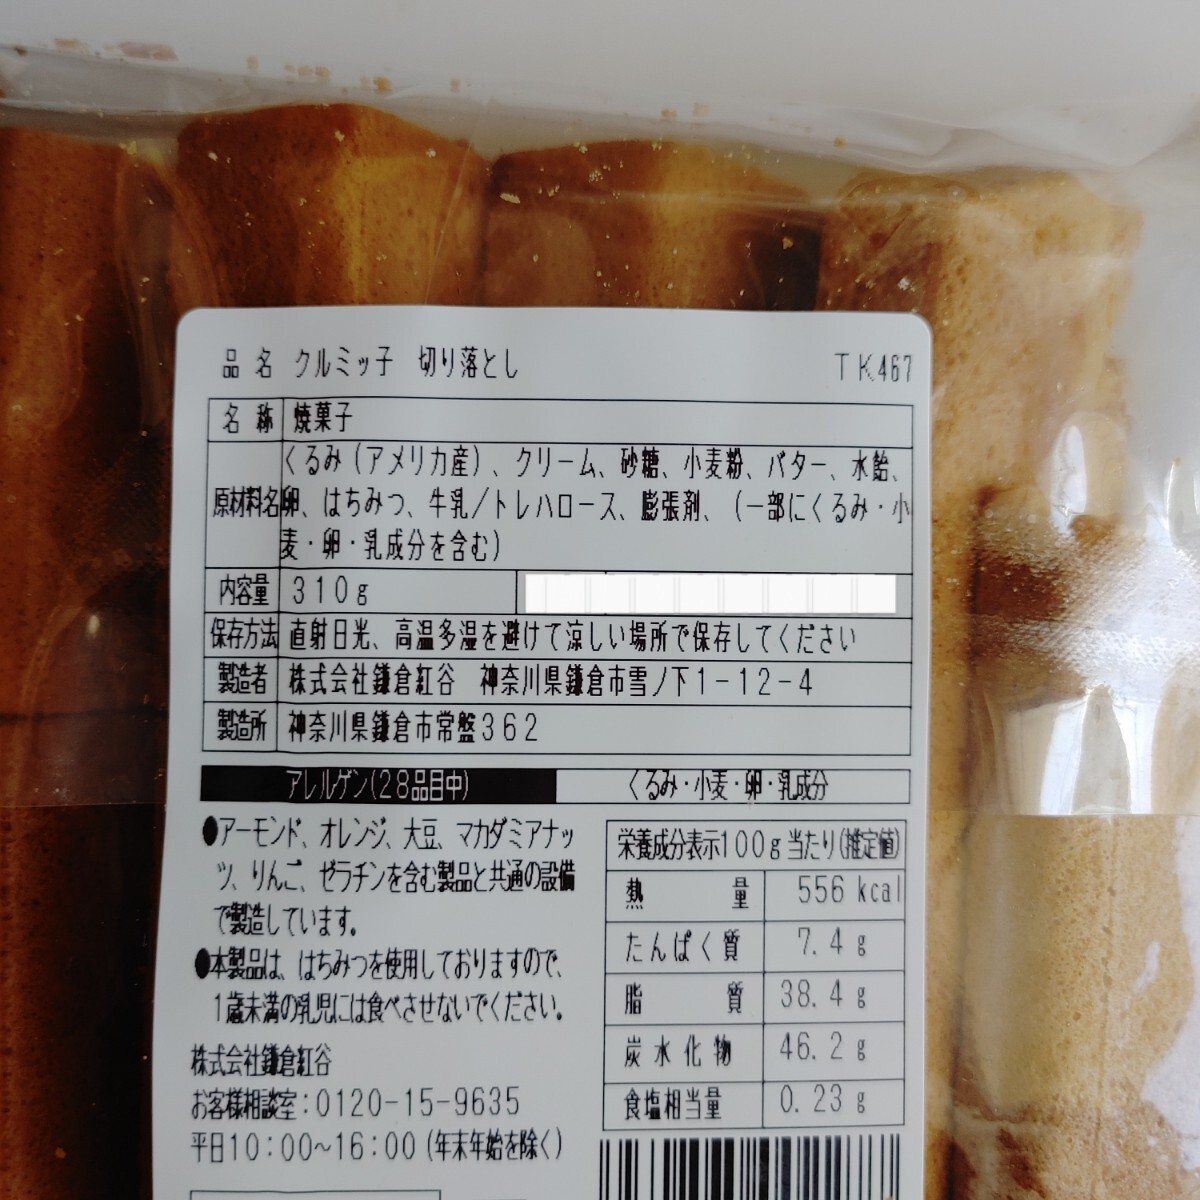 品名 クルミッ子 切り落とし TK467
名称 焼菓子
原材料名 くるみ（アメリカ産）、クリーム、砂糖、小麦粉、バター、水飴、
卵、はちみつ、牛乳／トレハロース、膨張剤、（一部にくるみ・小
麦・卵・乳成分を含む）
内容量 310g
保存方法 直射日光、高温多湿を避けて涼しい場所で保存してください
製造者 株式会社鎌倉紅谷 神奈川県鎌倉市雪ノ下1-12-4
製造所 神奈川県鎌倉市常盤362
アレルゲン(28品目中) くるみ・小麦・卵・乳成分
●アーモンド、オレンジ、大豆、マカダミアナッ
ツ、りんご、ゼラチンを含む製品と共通の設備
で製造しています。
●本製品は、はちみつを使用しておりますので、
1歳未満の乳児には食べさせないでください。
株式会社鎌倉紅谷
お客様相談室：0120-15-9635
平日10：00～16：00（年末年始を除く）
栄養成分表示100g当たり(推定値)
熱量 556 kcal
たんぱく質 7.4g
脂質 38.4g
炭水化物 46.2g
食塩相当量 0.23g